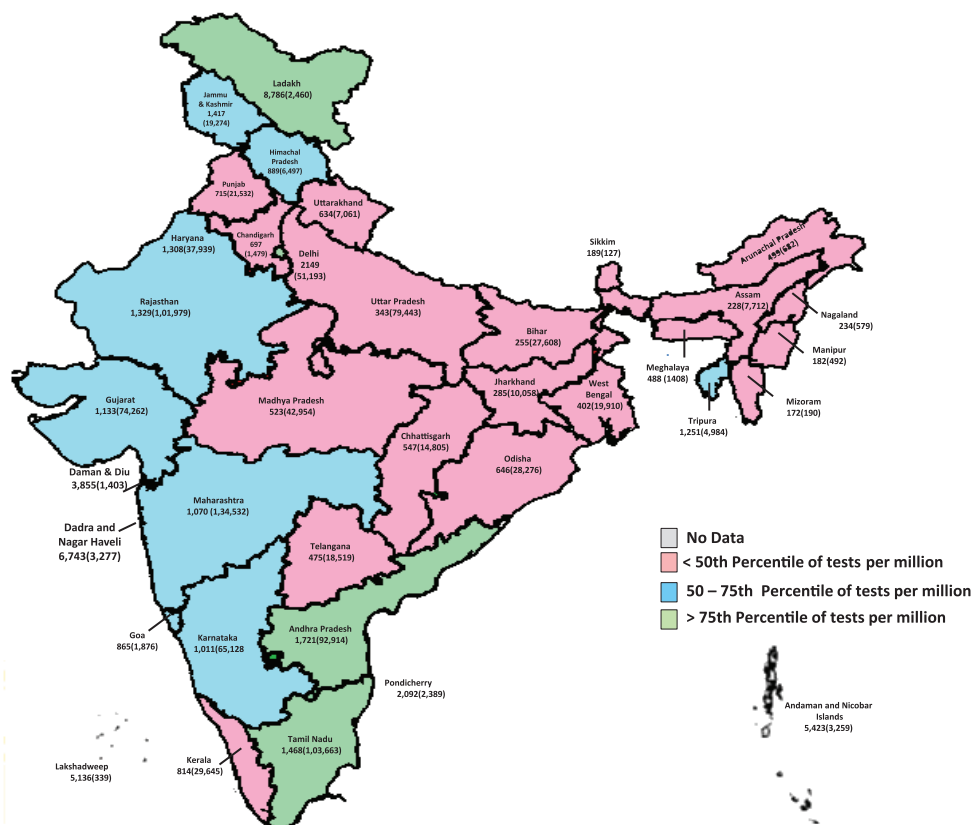 Ladakh
8,786(2,460)
Jammu
& Kashmir
1,417
(19,274)
Himachal
Pradesh
889(6,497)
Punjab
715(21,532)
Uttarakhand
634(7,061)
Chandigarh
697
(1,479)
Haryana
1,308(37,939)
Delhi
2149
(51,193)
Sikkim
189(127)
Arunachal Pradesh
499(682)
Rajasthan
1,329(1,01,979)
Uttar Pradesh
343(79,443)
Assam
228(7,712)
Nagaland
234(579)
Bihar
255(27,608)
Manipur
182(492)
Meghalaya
488 (1408)
Gujarat
1,133(74,262)
Madhya Pradesh
523(42,954)
Jharkhand
285(10,058)
West
Bengal
402(19,910)
Mizoram
172(190)
Tripura
1,251(4,984)
Chhattisgarh
547(14,805)
Odisha
646(28,276)
Daman & Diu
3,855(1,403)
Maharashtra
1,070 (1,34,532)
Dadra and
Nagar Haveli
6,743(3,277)
Telangana
475(18,519)
No Data
< 50th Percentile of tests per million
50 – 75th Percentile of tests per million
> 75th Percentile of tests per million
Goa
865(1,876)
Karnataka
1,011(65,128
Andhra Pradesh
1,721(92,914)
Pondicherry
2,092(2,389)
Andaman and Nicobar
Islands
5,423(3,259)
Tamil Nadu
1,468(1,03,663)
Kerala
814(29,645)
Lakshadweep
5,136(339)